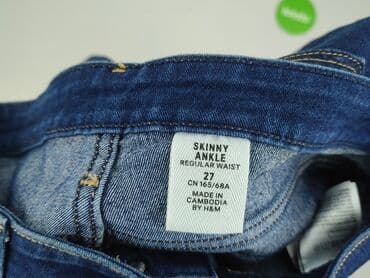 SKINNY
ANKLE
REGULAR WAIST
27
CN 165/68A
MADE IN
CAMBODIA
BY H&M